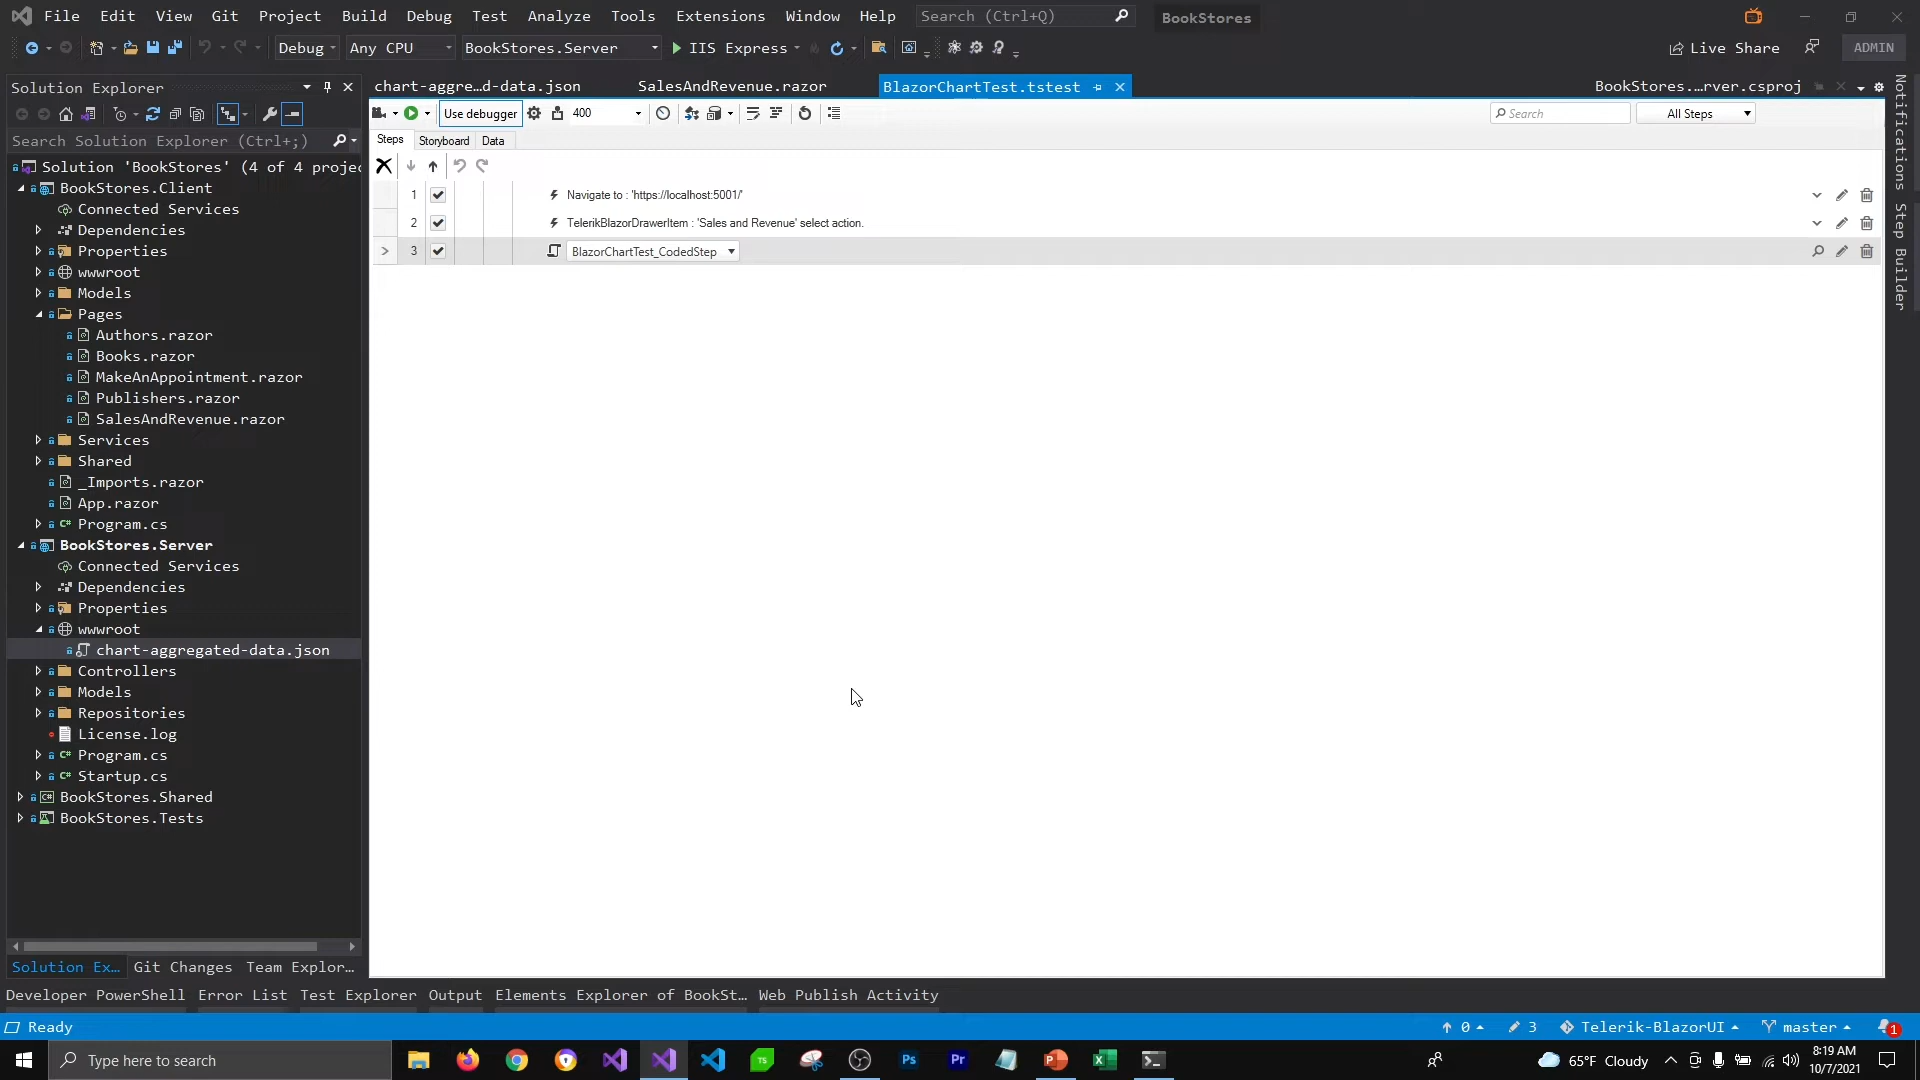 File Edit View Git Project Build Debug Test Analyze Tools Extensions Window Help Search (Ctrl+Q) BookStores
Debug Any CPU BookStores.Server IIS Express Live Share ADMIN
Solution Explorer
Search Solution Explorer (Ctrl+;)
Solution 'BookStores' (4 of 4 projec
BookStores.Client
Connected Services
Dependencies
Properties
wwwroot
Models
Pages
Authors.razor
Books.razor
MakeAnAppointment.razor
Publishers.razor
SalesAndRevenue.razor
Services
Shared
_Imports.razor
App.razor
Program.cs
BookStores.Server
Connected Services
Dependencies
Properties
wwwroot
chart-aggregated-data.json
Controllers
Models
Repositories
License.log
Program.cs
Startup.cs
BookStores.Shared
BookStores.Tests
Solution Ex... Git Changes Team Explor...
chart-aggre...d-data.json SalesAndRevenue.razor BlazorChartTest.tstest BookStores....rver.csproj
Use debugger 400 Search All Steps
Steps Storyboard Data
1 Navigate to : 'https://localhost:5001/'
2 TelerikBlazorDrawerItem : 'Sales and Revenue' select action.
3 BlazorChartTest_CodedStep
Notifications
Step Builder
Developer PowerShell Error List Test Explorer Output Elements Explorer of BookSt... Web Publish Activity
Ready 0 3 Telerik-BlazorUI master 1
Type here to search TS Ps Pr 65°F Cloudy 8:19 AM
10/7/2021